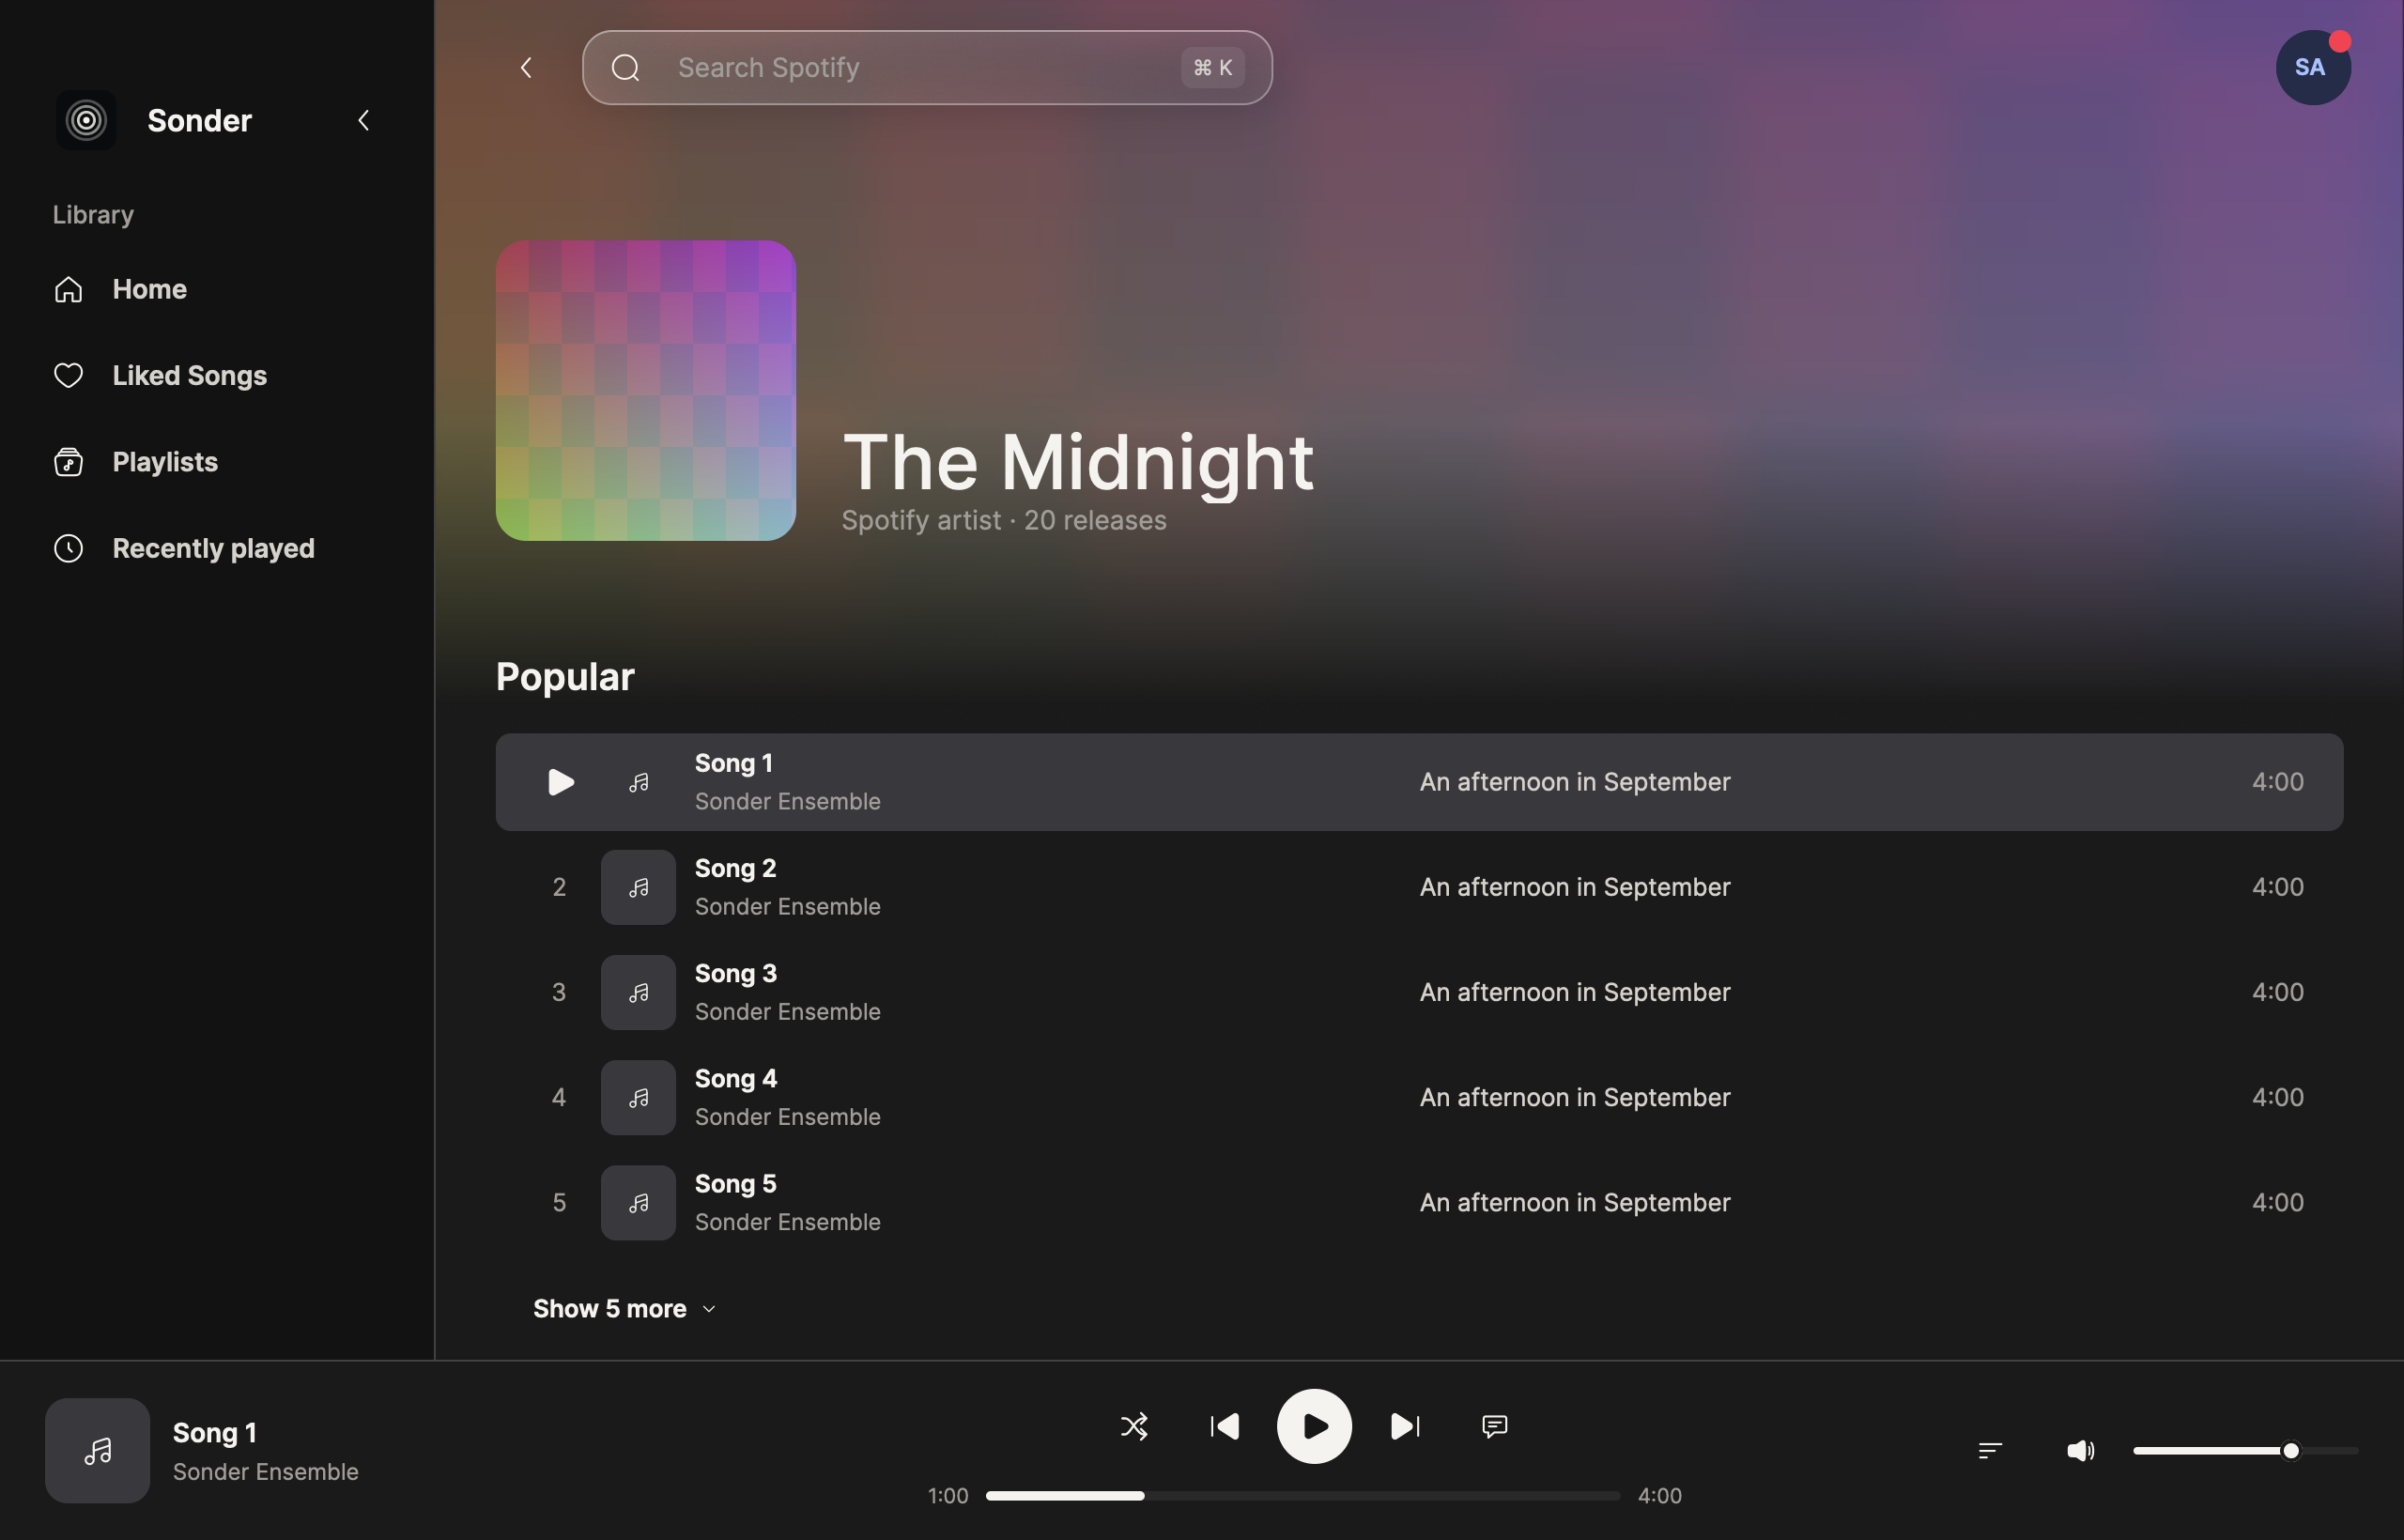 Sonder
Library
Home
Liked Songs
Playlists
Recently played
Search Spotify
⌘ K
SA
The Midnight
Spotify artist · 20 releases
Popular
Song 1
Sonder Ensemble
An afternoon in September
4:00
2
Song 2
Sonder Ensemble
An afternoon in September
4:00
3
Song 3
Sonder Ensemble
An afternoon in September
4:00
4
Song 4
Sonder Ensemble
An afternoon in September
4:00
5
Song 5
Sonder Ensemble
An afternoon in September
4:00
Show 5 more
Song 1
Sonder Ensemble
1:00
4:00